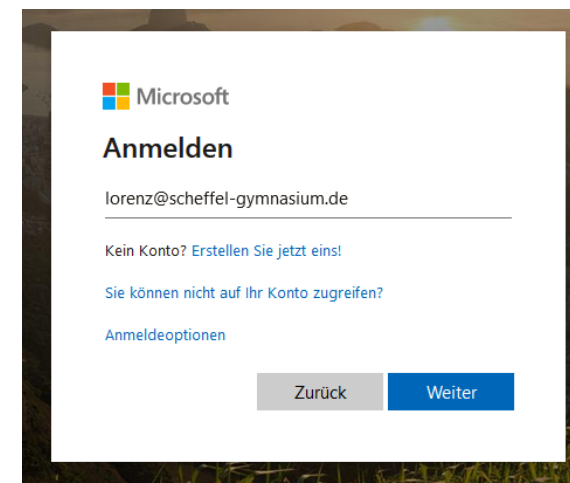 Microsoft
Anmelden
lorenz@scheffel-gymnasium.de
Kein Konto? Erstellen Sie jetzt eins!
Sie können nicht auf Ihr Konto zugreifen?
Anmeldeoptionen
Zurück Weiter